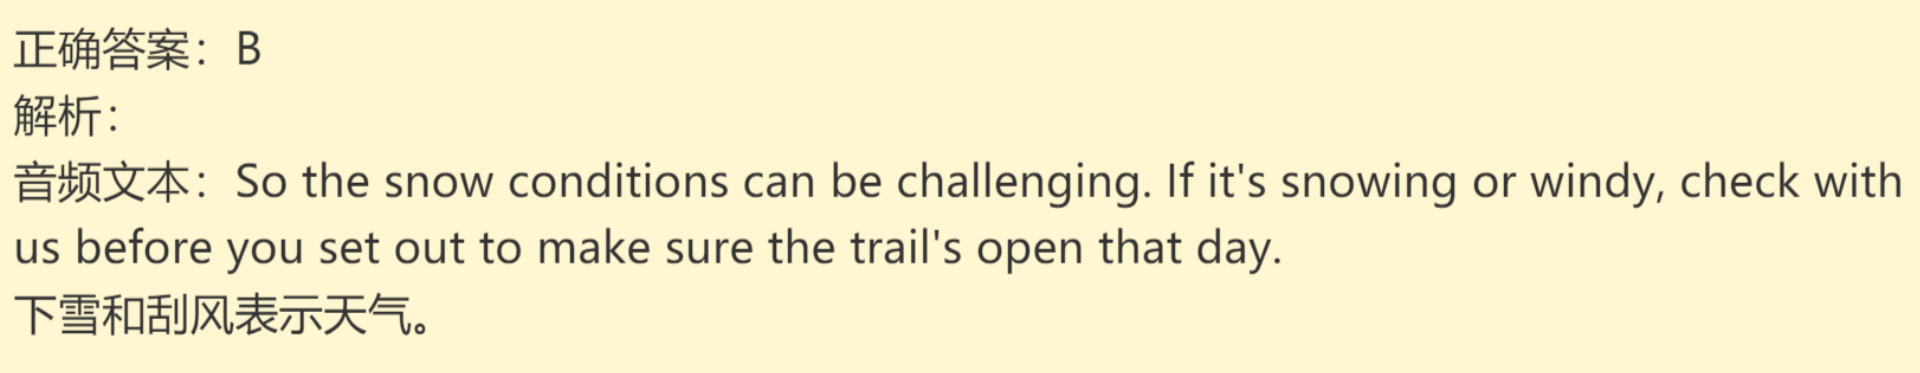 正确答案：B
解析：
音频文本：So the snow conditions can be challenging. If it's snowing or windy, check with
us before you set out to make sure the trail's open that day.
下雪和刮风表示天气。